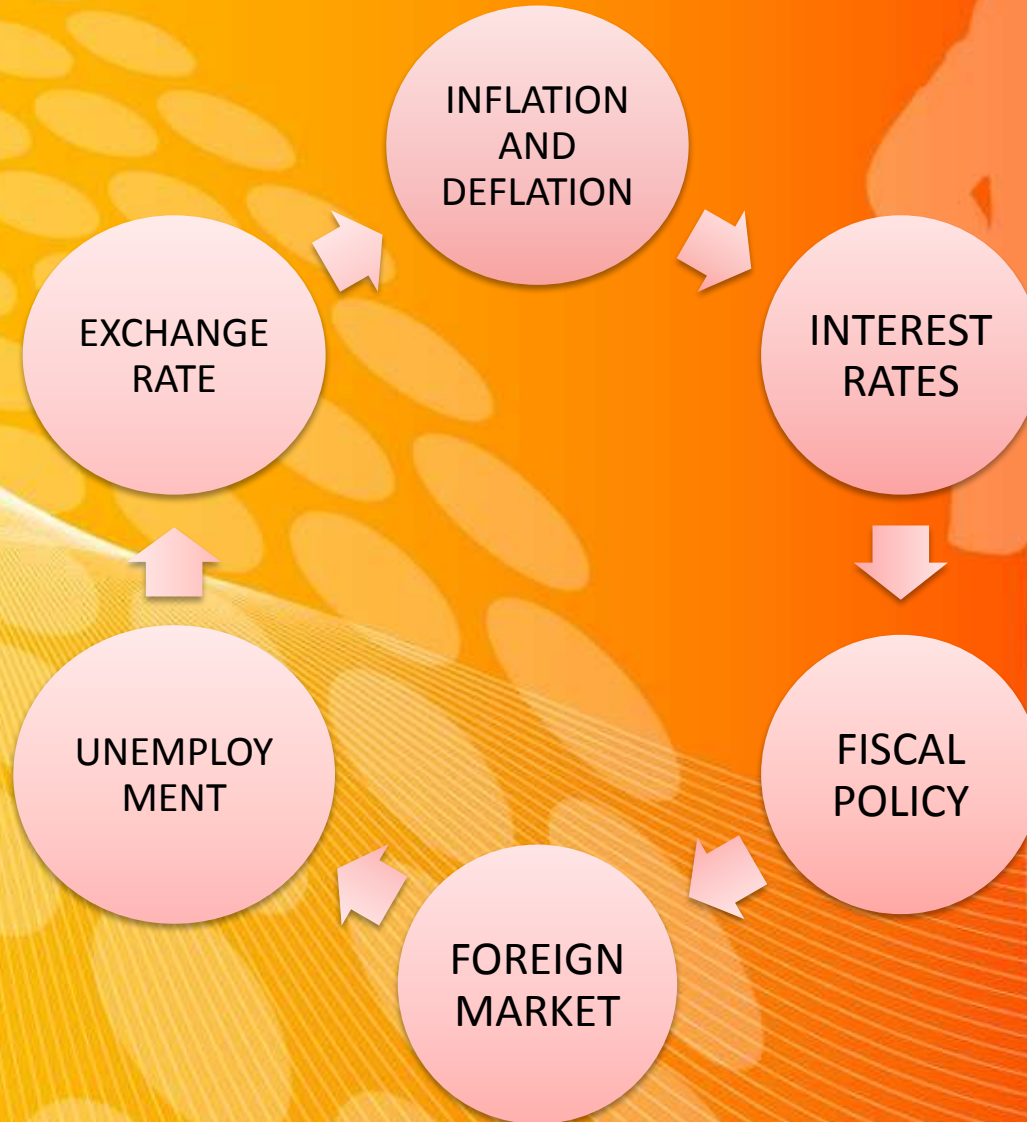 INFLATION
AND
DEFLATION
INTEREST
RATES
FISCAL
POLICY
FOREIGN
MARKET
UNEMPLOY
MENT
EXCHANGE
RATE